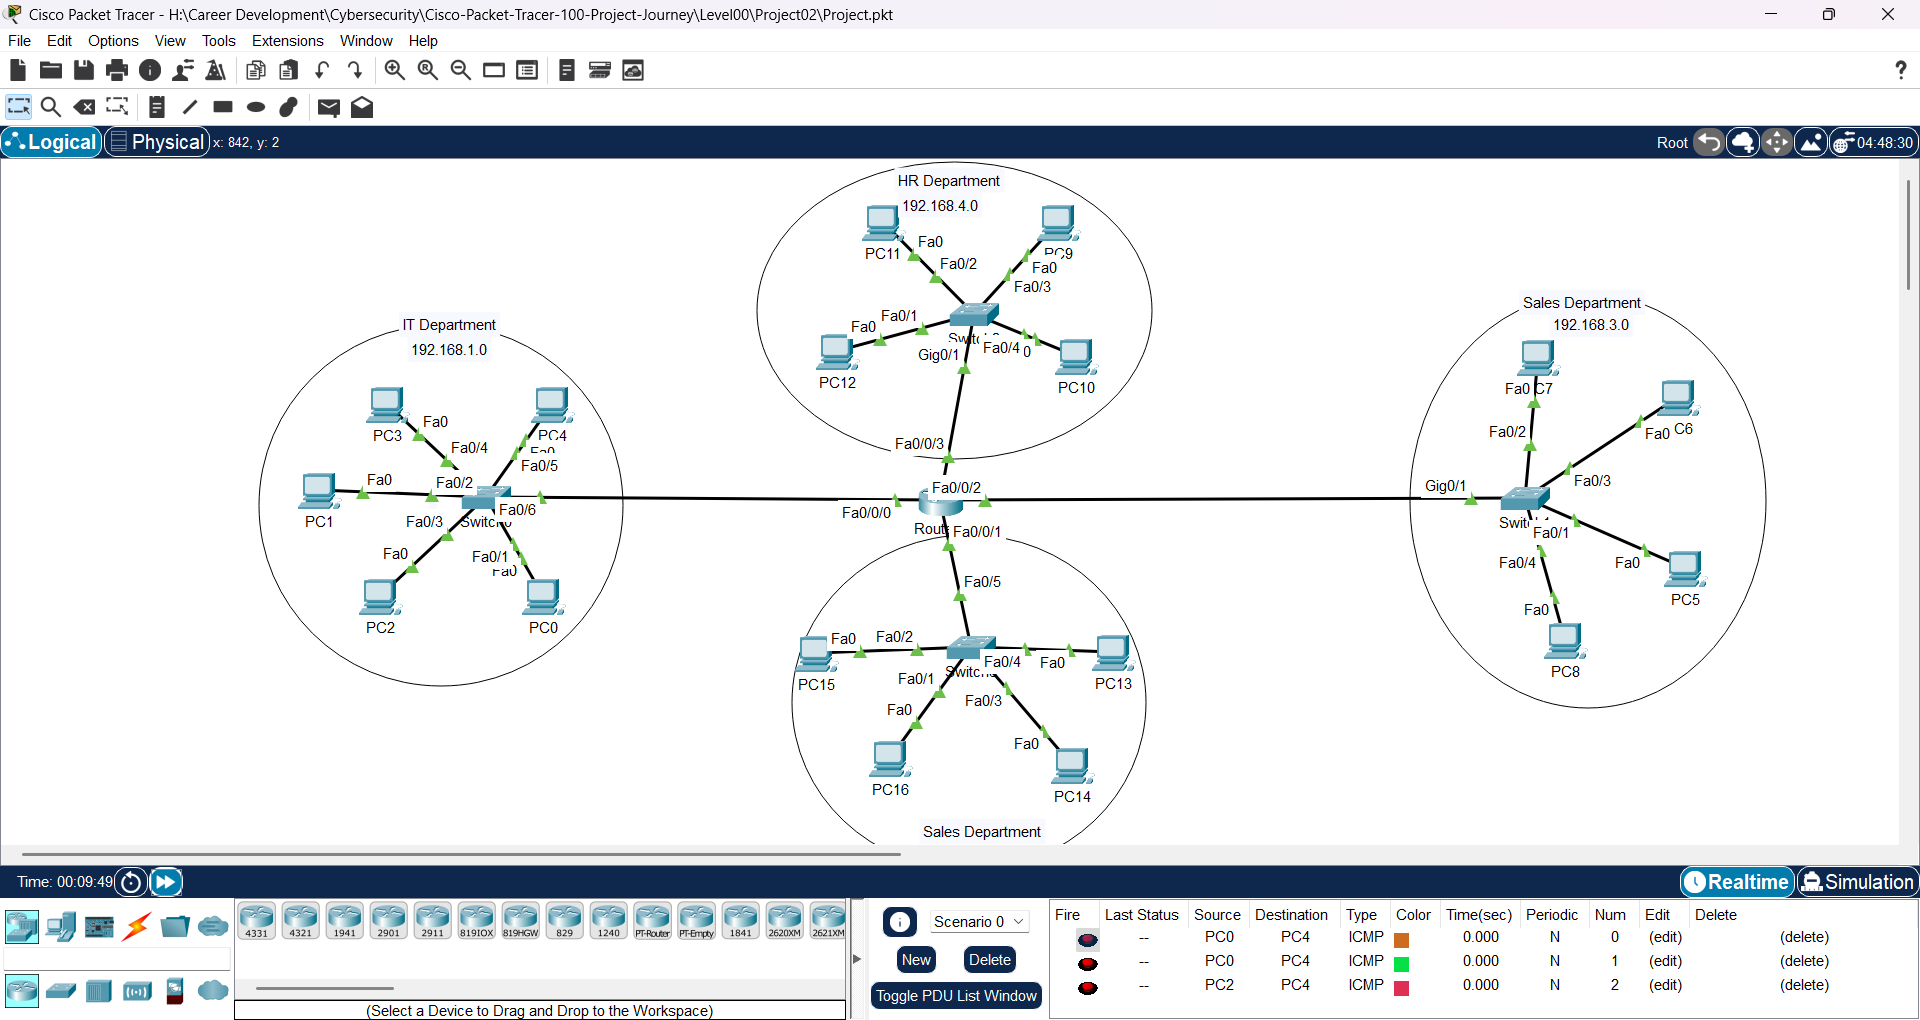 Cisco Packet Tracer - H:\Career Development\Cybersecurity\Cisco-Packet-Tracer-100-Project-Journey\Level00\Project02\Project.pkt
File Edit Options View Tools Extensions Window Help
?
Logical Physical x: 842, y: 2 Root 04:48:30
HR Department
192.168.4.0
PC11
Fa0
Fa0/2
PC9
Fa0
Fa0/3
Fa0/1
Fa0
PC12
Gig0/1
Fa0/4
0
PC10
Fa0/0/3
IT Department
192.168.1.0
PC3
Fa0
Fa0/4
PC4
Fa0
Fa0/5
PC1
Fa0
Fa0/2
Fa0/6
Switch0
Fa0/3
Fa0
PC2
Fa0/1
Fa0
PC0
Fa0/0/2
Fa0/0/0
Rout
Fa0/0/1
Sales Department
192.168.3.0
Fa0
C7
Fa0/2
Fa0
C6
Fa0/3
Gig0/1
Fa0/1
Fa0/4
Fa0
PC5
Fa0
PC8
Fa0/5
Fa0
Fa0/2
PC15
Switch
Fa0/4
Fa0
PC13
Fa0/1
Fa0/3
Fa0
Fa0
PC16
PC14
Sales Department
Time: 00:09:49 Realtime Simulation
4331 4321 1941 2901 2911 819IOX 819HGW 829 1240 PT-Router PT-Empty 1841 2620XM 2621XM
(Select a Device to Drag and Drop to the Workspace)
Scenario 0
New Delete
Toggle PDU List Window
Fire Last Status Source Destination Type Color Time(sec) Periodic Num Edit Delete
-- PC0 PC4 ICMP 0.000 N 0 (edit) (delete)
-- PC0 PC4 ICMP 0.000 N 1 (edit) (delete)
-- PC2 PC4 ICMP 0.000 N 2 (edit) (delete)